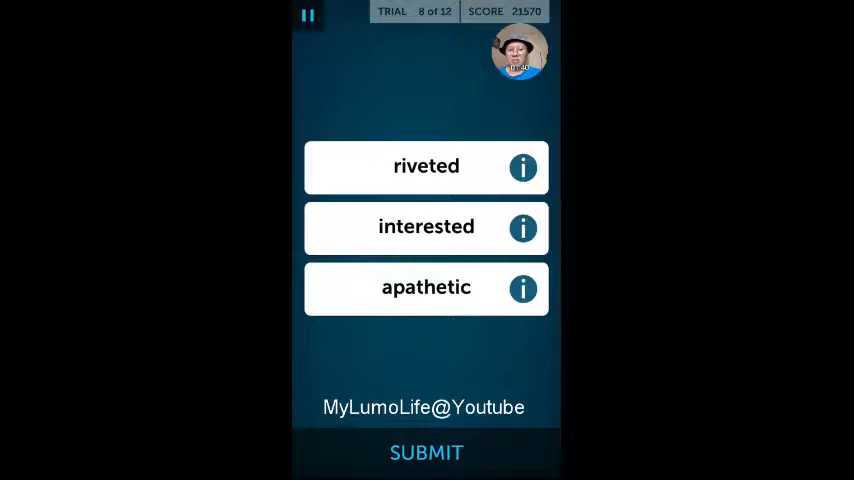 TRIAL 8 of 12 SCORE 21570
riveted
interested
apathetic
MyLumoLife@Youtube
SUBMIT